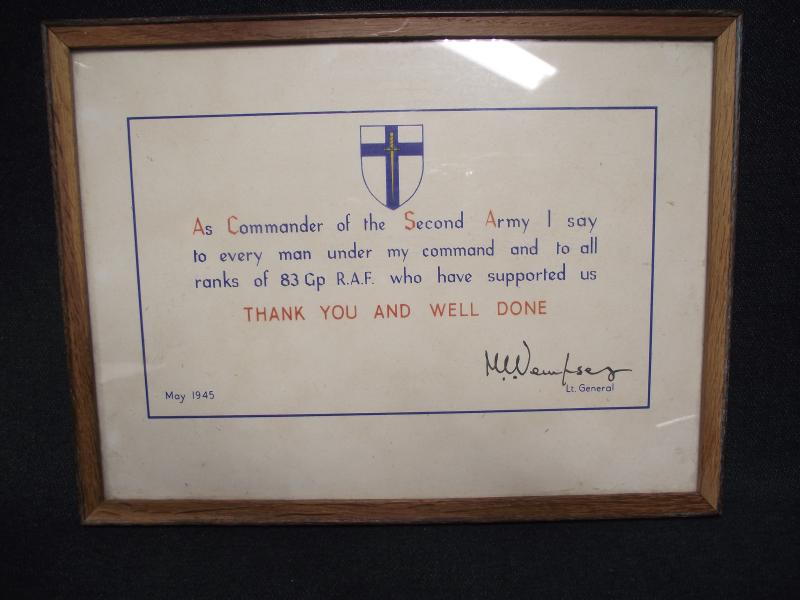 As Commander of the Second Army I say
to every man under my command and to all
ranks of 83 Gp R.A.F. who have supported us
THANK YOU AND WELL DONE
M.C. Dempsey
Lt. General
May 1945